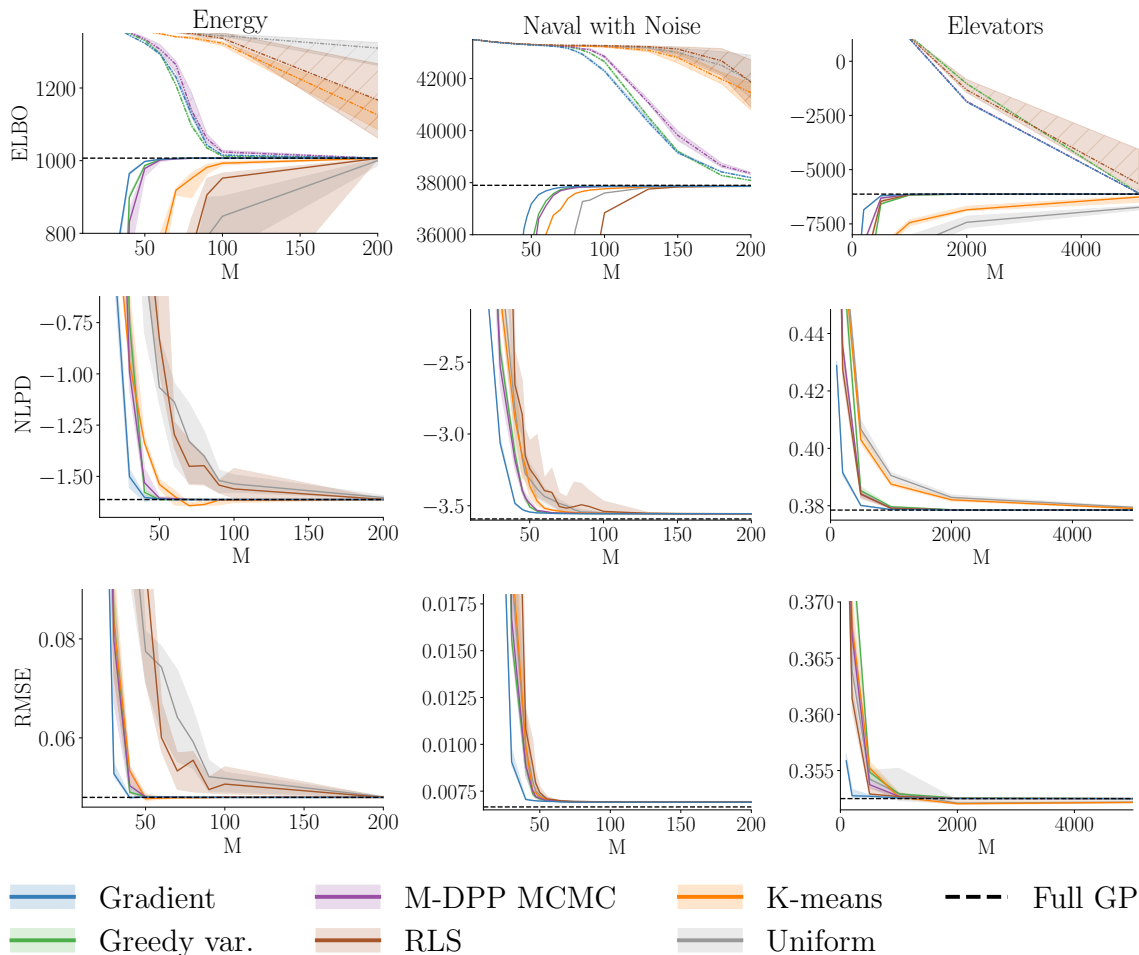 Energy
Naval with Noise
Elevators
ELBO
1200
1000
800
50
100
150
200
M
42000
40000
38000
36000
50
100
150
200
M
0
−2500
−5000
−7500
2000
4000
M
NLPD
−0.75
−1.00
−1.25
−1.50
50
100
150
200
M
−2.5
−3.0
−3.5
50
100
150
200
M
0.44
0.42
0.40
0.38
0
2000
4000
M
RMSE
0.08
0.06
50
100
150
200
M
0.0175
0.0150
0.0125
0.0100
0.0075
50
100
150
200
M
0.370
0.365
0.360
0.355
0
2000
4000
M
Gradient
M-DPP MCMC
K-means
Full GP
Greedy var.
RLS
Uniform